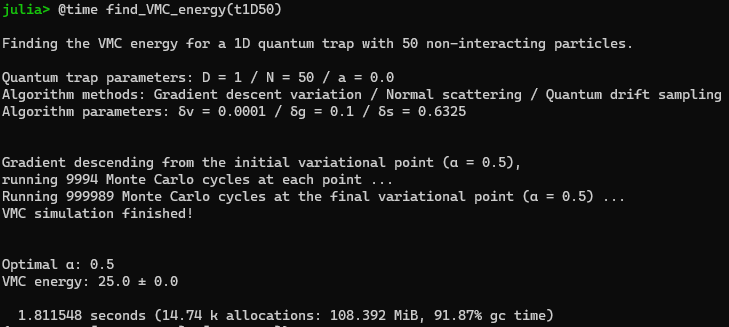 julia> @time find_VMC_energy(t1D50)
Finding the VMC energy for a 1D quantum trap with 50 non-interacting particles.
Quantum trap parameters: D = 1 / N = 50 / a = 0.0
Algorithm methods: Gradient descent variation / Normal scattering / Quantum drift sampling
Algorithm parameters: δv = 0.0001 / δg = 0.1 / δs = 0.6325
Gradient descending from the initial variational point (α = 0.5),
running 9994 Monte Carlo cycles at each point ...
Running 999989 Monte Carlo cycles at the final variational point (α = 0.5) ...
VMC simulation finished!
Optimal α: 0.5
VMC energy: 25.0 ± 0.0
1.811548 seconds (14.74 k allocations: 108.392 MiB, 91.87% gc time)